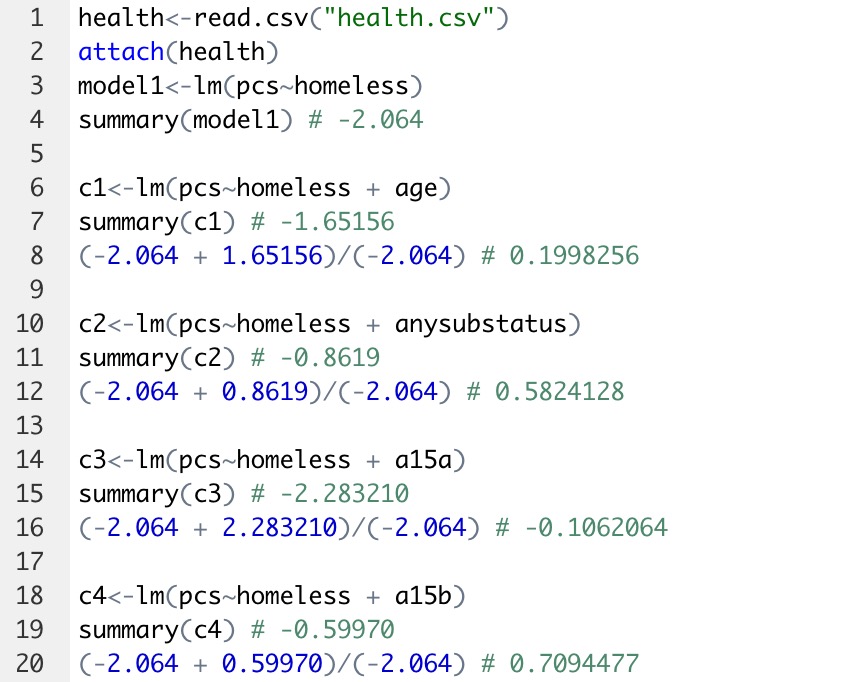 1 health<-read.csv("health.csv")
2 attach(health)
3 model1<-lm(pcs~homeless)
4 summary(model1) # -2.064
5
6 c1<-lm(pcs~homeless + age)
7 summary(c1) # -1.65156
8 (-2.064 + 1.65156)/(-2.064) # 0.1998256
9
10 c2<-lm(pcs~homeless + anysubstatus)
11 summary(c2) # -0.8619
12 (-2.064 + 0.8619)/(-2.064) # 0.5824128
13
14 c3<-lm(pcs~homeless + a15a)
15 summary(c3) # -2.283210
16 (-2.064 + 2.283210)/(-2.064) # -0.1062064
17
18 c4<-lm(pcs~homeless + a15b)
19 summary(c4) # -0.59970
20 (-2.064 + 0.59970)/(-2.064) # 0.7094477